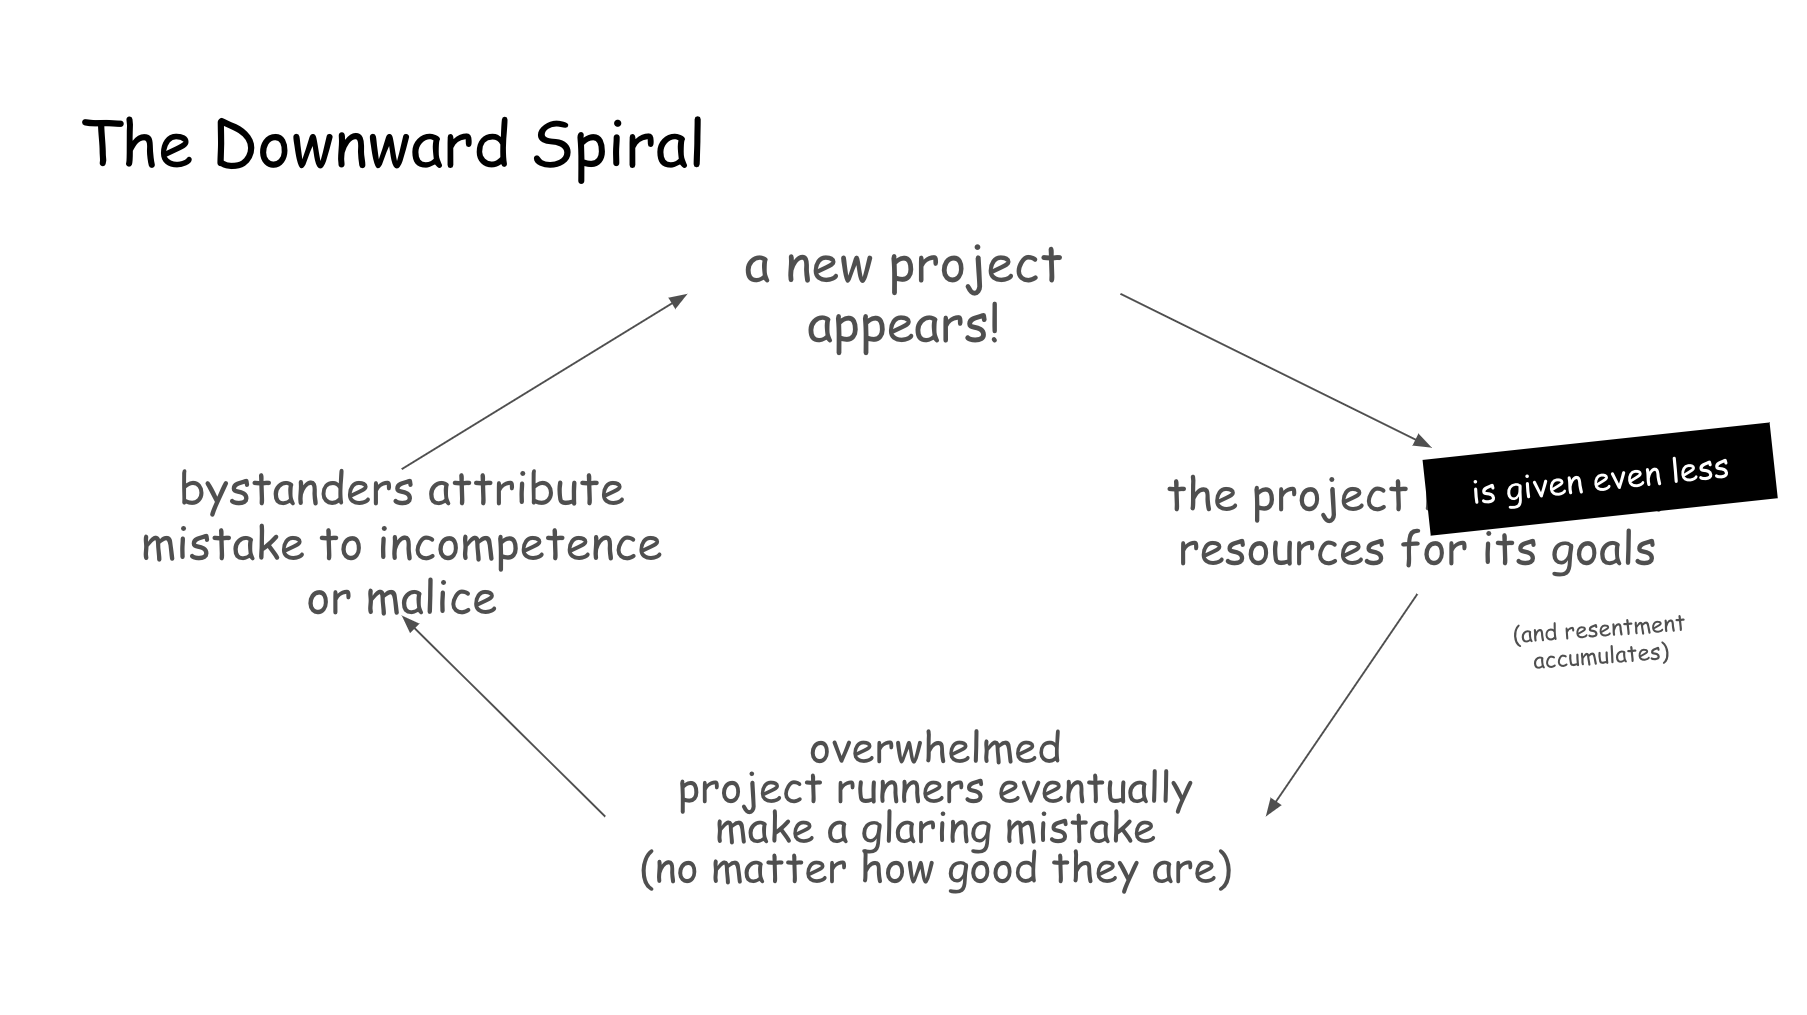 The Downward Spiral
a new project
appears!
the project is given even less
resources for its goals
(and resentment
accumulates)
overwhelmed
project runners eventually
make a glaring mistake
(no matter how good they are)
bystanders attribute
mistake to incompetence
or malice